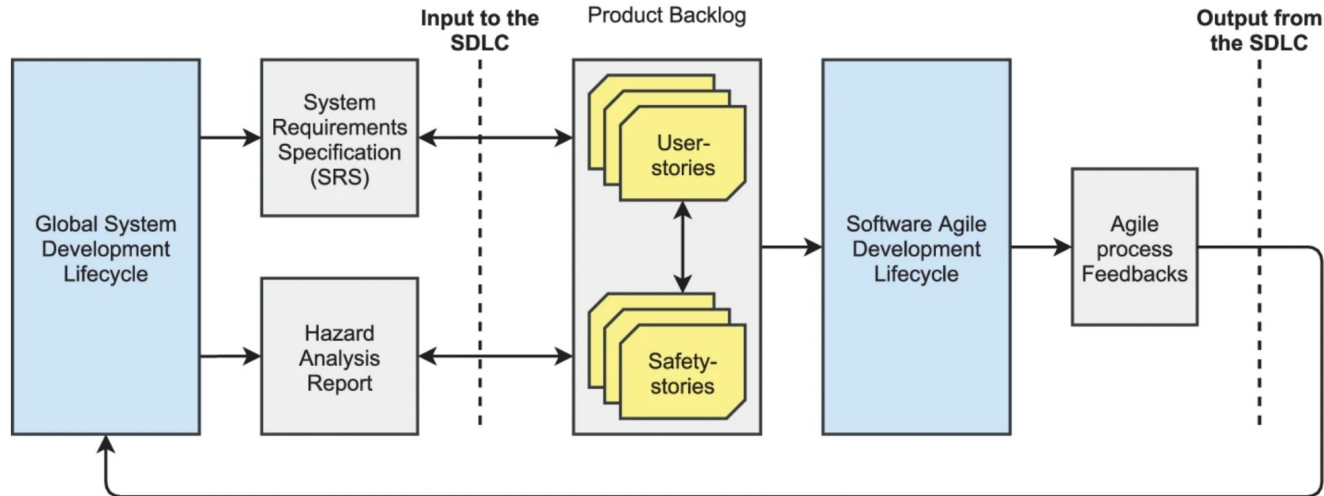 Input to the
SDLC
Product Backlog
Output from
the SDLC
Global System
Development
Lifecycle
System
Requirements
Specification
(SRS)
Hazard
Analysis
Report
User-
stories
Safety-
stories
Software Agile
Development
Lifecycle
Agile
process
Feedbacks